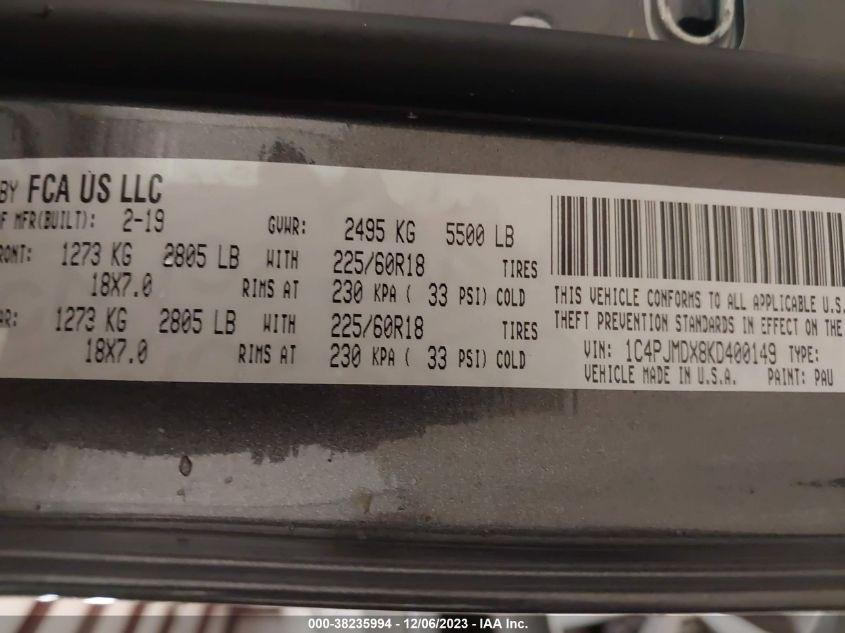 BY FCA US LLC
OF MFR(BUILT): 2-19 GVWR: 2495 KG 5500 LB
RONT: 1273 KG 2805 LB WITH 225/60R18 TIRES
18X7.0 RIMS AT 230 KPA ( 33 PSI) COLD
AR: 1273 KG 2805 LB WITH 225/60R18 TIRES
18X7.0 RIMS AT 230 KPA ( 33 PSI) COLD
THIS VEHICLE CONFORMS TO ALL APPLICABLE U.S.
THEFT PREVENTION STANDARDS IN EFFECT ON THE
VIN: 1C4PJMDX8KD400149 TYPE:
VEHICLE MADE IN U.S.A. PAINT: PAU
000-38235994 - 12/06/2023 - IAA Inc.